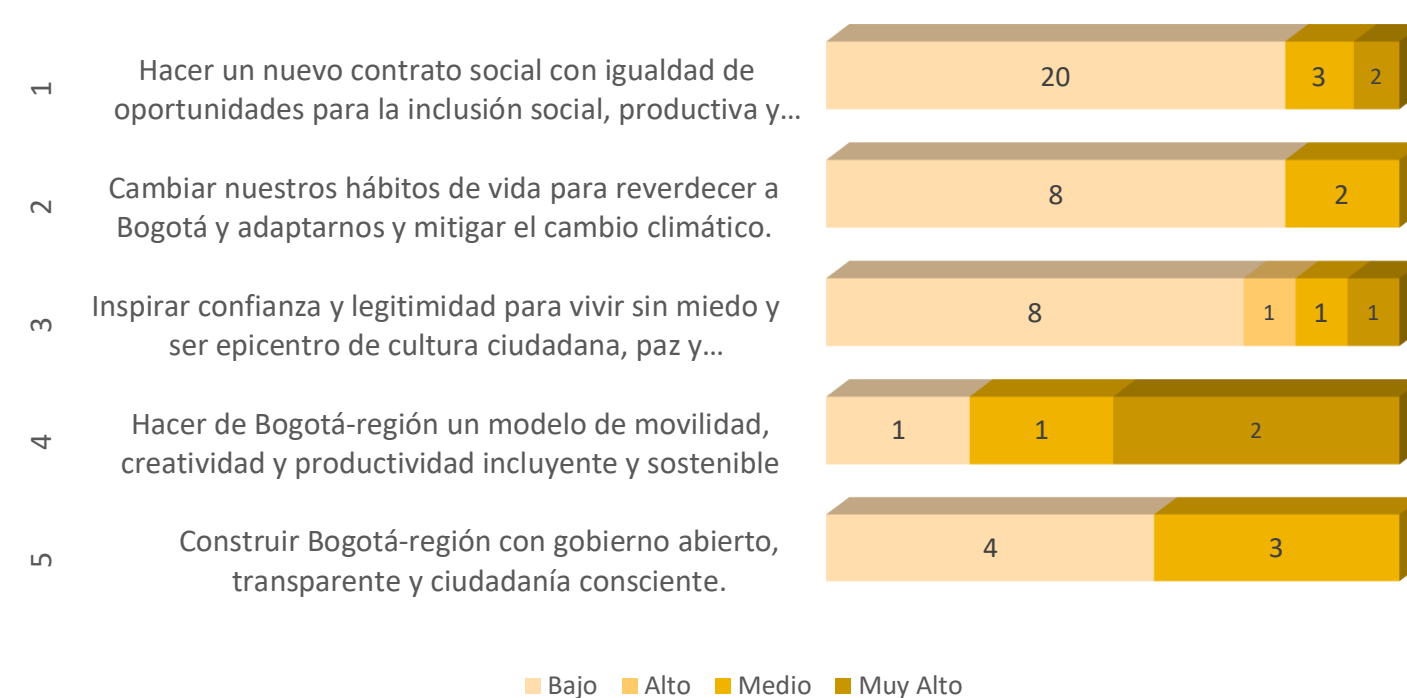 1
Hacer un nuevo contrato social con igualdad de
oportunidades para la inclusión social, productiva y…
20 3 2
2
Cambiar nuestros hábitos de vida para reverdecer a
Bogotá y adaptarnos y mitigar el cambio climático.
8 2
3
Inspirar confianza y legitimidad para vivir sin miedo y
ser epicentro de cultura ciudadana, paz y…
8 1 1 1
4
Hacer de Bogotá-región un modelo de movilidad,
creatividad y productividad incluyente y sostenible
1 1 2
5
Construir Bogotá-región con gobierno abierto,
transparente y ciudadanía consciente.
4 3
Bajo Alto Medio Muy Alto